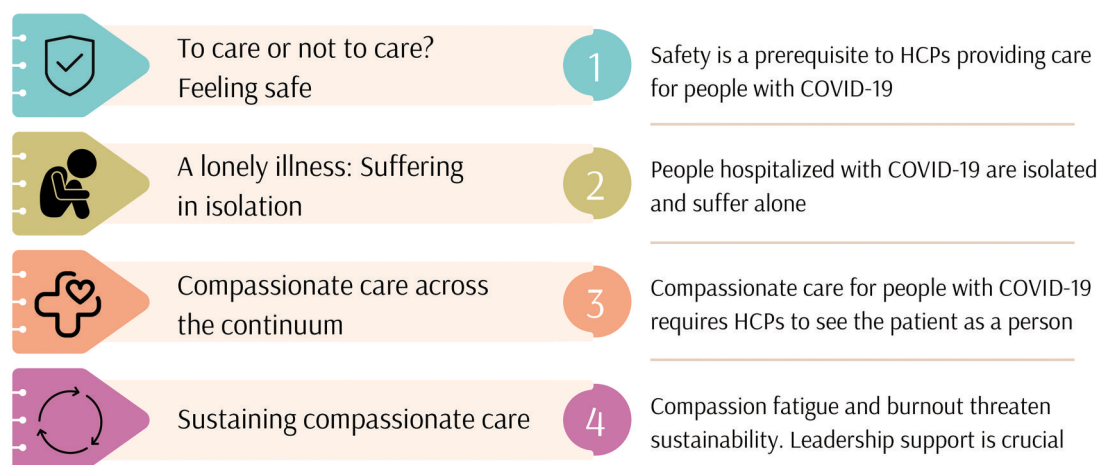 To care or not to care?
Feeling safe
1
Safety is a prerequisite to HCPs providing care
for people with COVID-19
A lonely illness: Suffering
in isolation
2
People hospitalized with COVID-19 are isolated
and suffer alone
Compassionate care across
the continuum
3
Compassionate care for people with COVID-19
requires HCPs to see the patient as a person
Sustaining compassionate care
4
Compassion fatigue and burnout threaten
sustainability. Leadership support is crucial